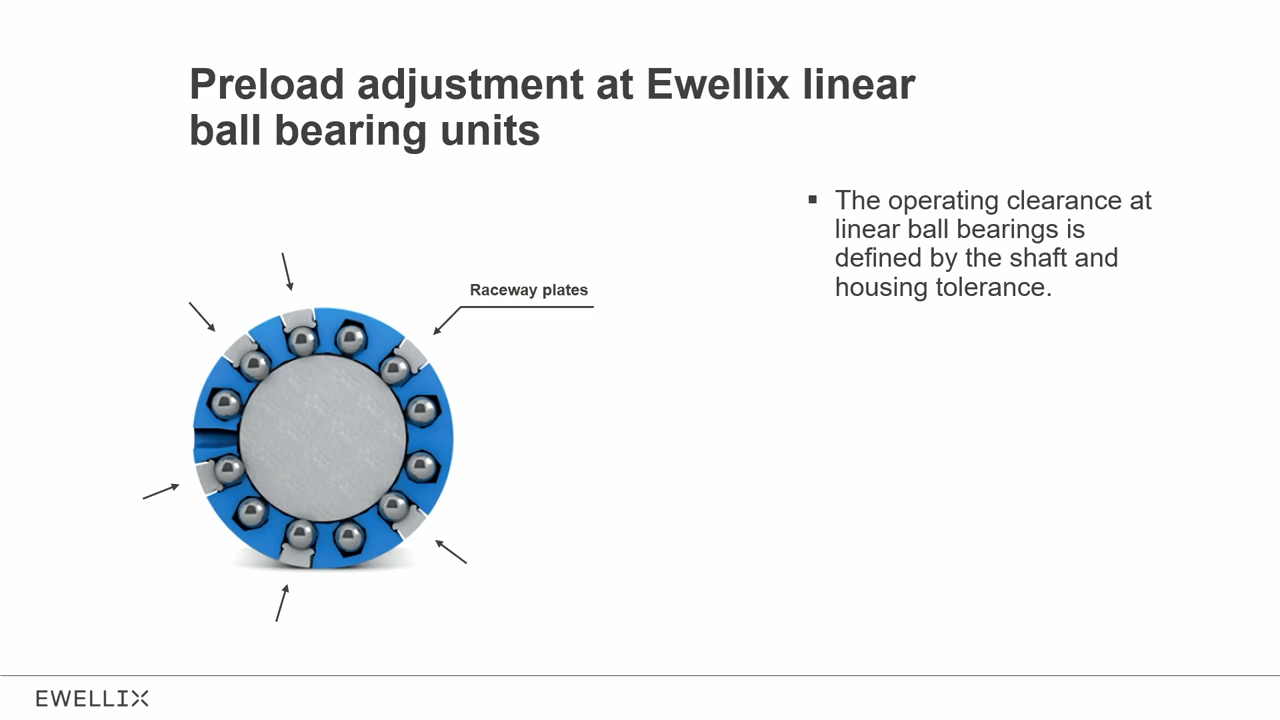 Preload adjustment at Ewellix linear
ball bearing units
▪ The operating clearance at
linear ball bearings is
defined by the shaft and
housing tolerance.
Raceway plates
EWELLIX